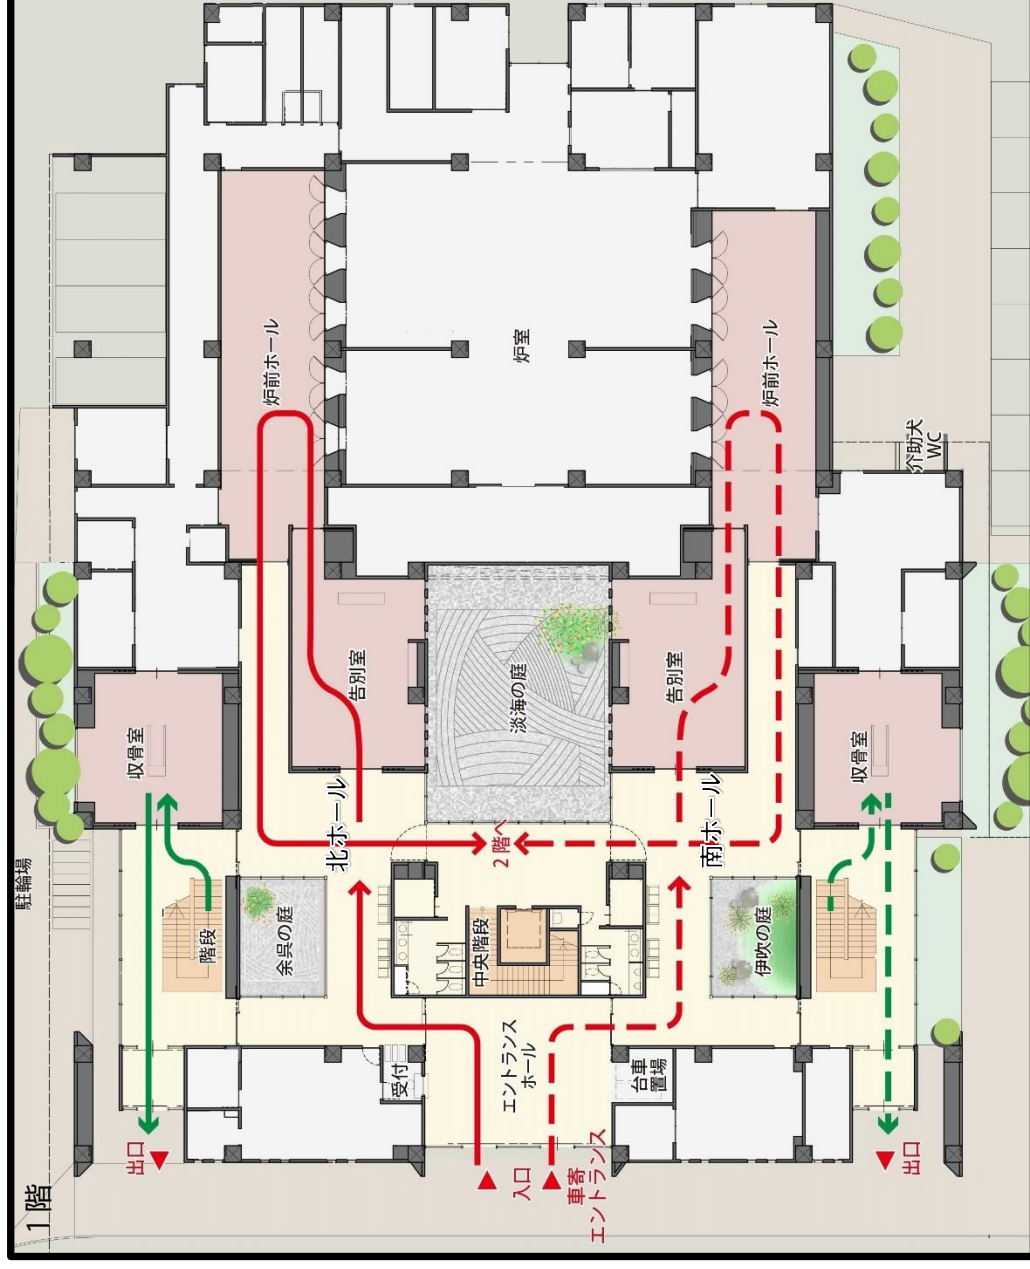 1階
駐輪場
出口
階段
収骨室
余呉の庭
受付
北ホール
告別室
炉前ホール
入口
車寄
エントランス
エントランス
ホール
中央階段
2階へ
淡海の庭
炉室
台車
置場
伊吹の庭
南ホール
告別室
炉前ホール
出口
収骨室
介助犬
WC